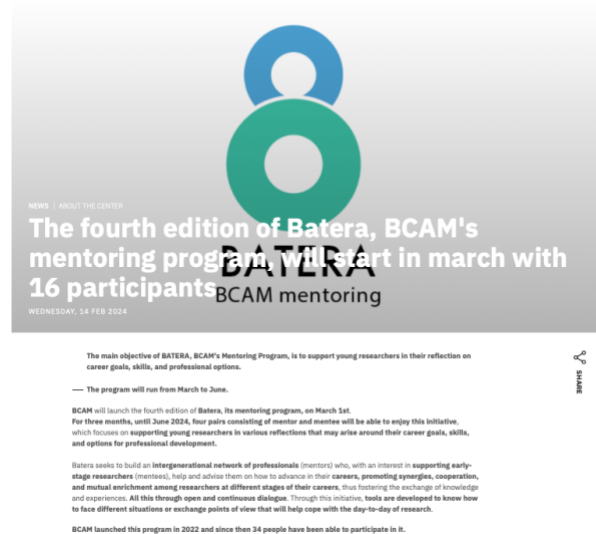 BATERA
BCAM mentoring
NEWS | ABOUT THE CENTER
The fourth edition of Batera, BCAM's
mentoring program, will start in march with
16 participants
WEDNESDAY, 14 FEB 2024
SHARE
The main objective of BATERA, BCAM's Mentoring Program, is to support young researchers in their reflection on
career goals, skills, and professional options.
— The program will run from March to June.
BCAM will launch the fourth edition of Batera, its mentoring program, on March 1st.
For three months, until June 2024, four pairs consisting of mentor and mentee will be able to enjoy this initiative,
which focuses on supporting young researchers in various reflections that may arise around their career goals, skills,
and options for professional development.
Batera seeks to build an intergenerational network of professionals (mentors) who, with an interest in supporting early-
stage researchers (mentees), help and advise them on how to advance in their careers, promoting synergies, cooperation,
and mutual enrichment among researchers at different stages of their careers, thus fostering the exchange of knowledge
and experiences. All this through open and continuous dialogue. Through this initiative, tools are developed to know how
to face different situations or exchange points of view that will help cope with the day-to-day of research.
BCAM launched this program in 2022 and since then 34 people have been able to participate in it.